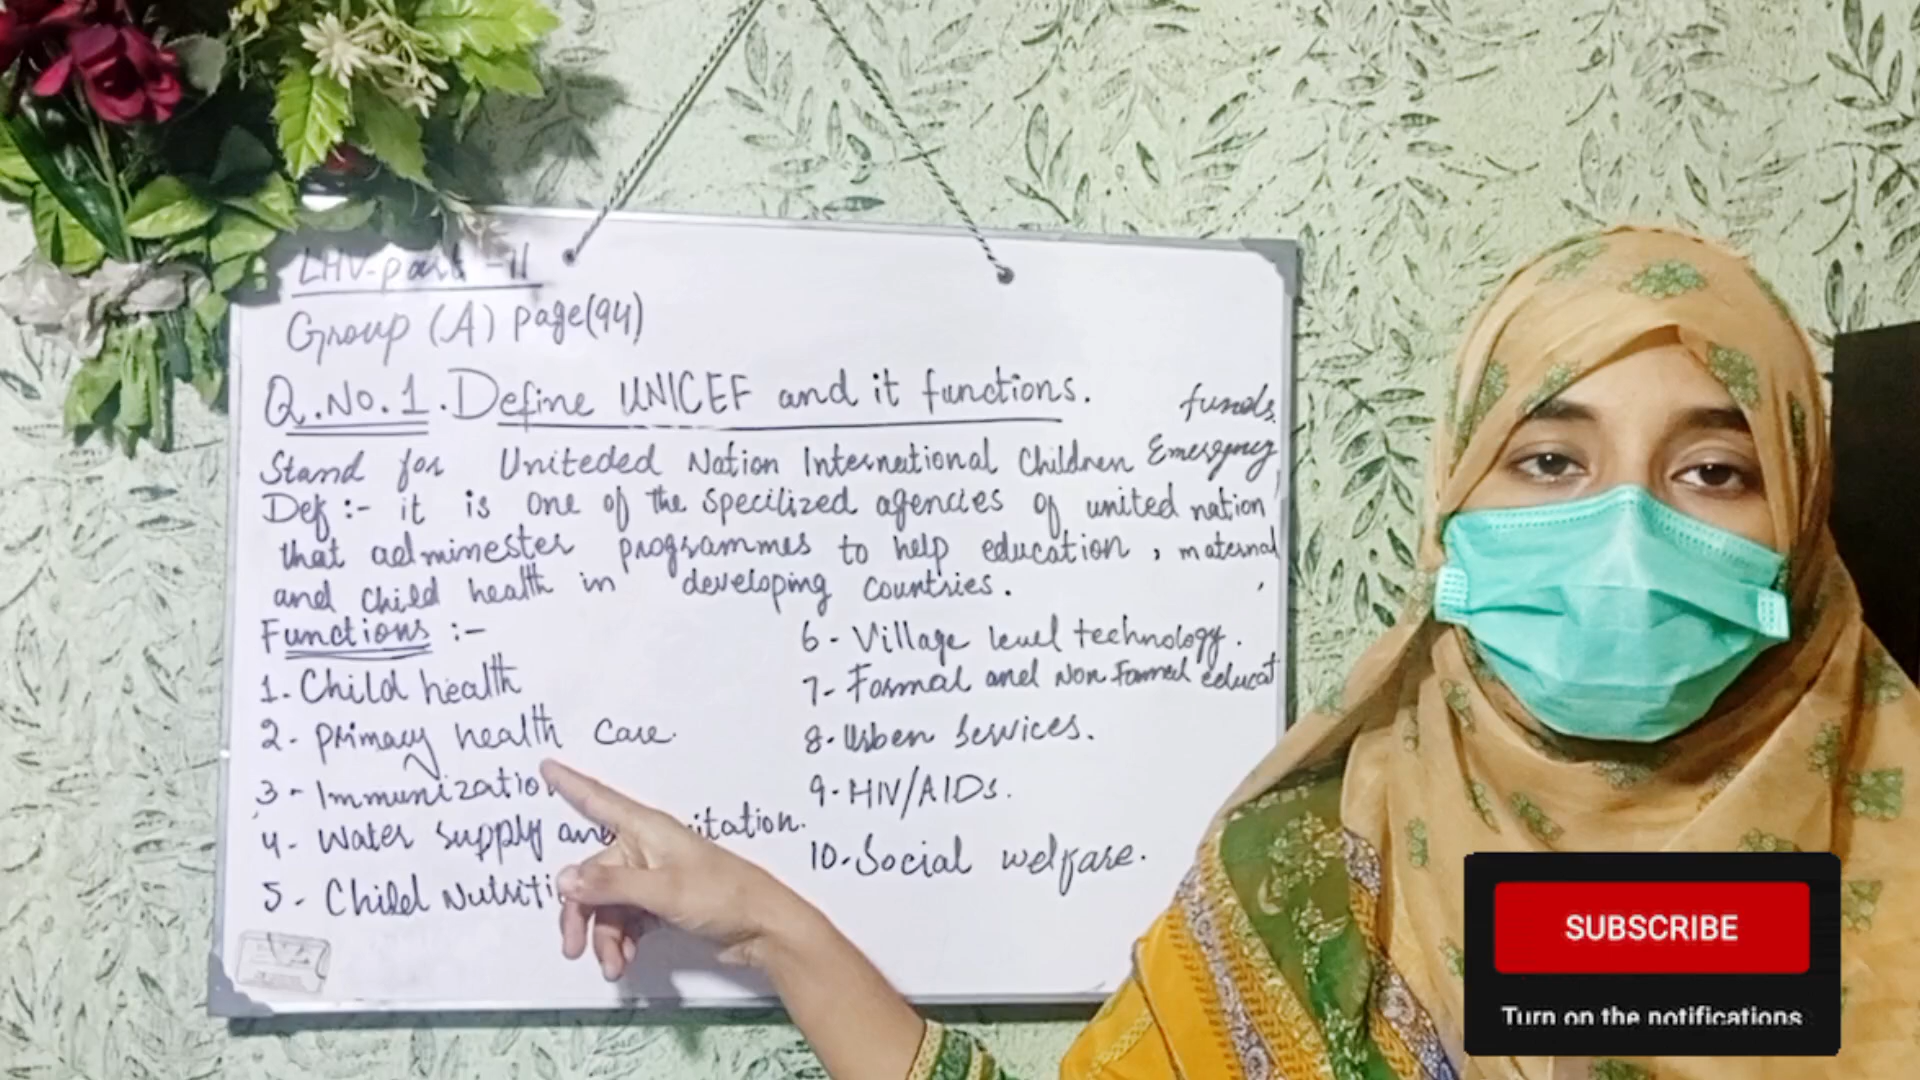 LHV-part-II
Group (A) page(94)
Q.No.1. Define UNICEF and it functions.
funds.
Stand for Uniteded Nation International Children Emergency
Def :- it is one of the specilized agencies of united nation
that adminester programmes to help education, maternal
and child health in developing countries.
Functions :-
1. Child health
2 - primacy health care.
3 - Immunization
4 - Water supply and itation.
5 - Child Nutriti
6 - Village level technology.
7 - Formal and Non Formal educat
8 - Urben services.
9 - HIV/AIDs.
10 - Social welfare.
SUBSCRIBE
Turn on the notifications